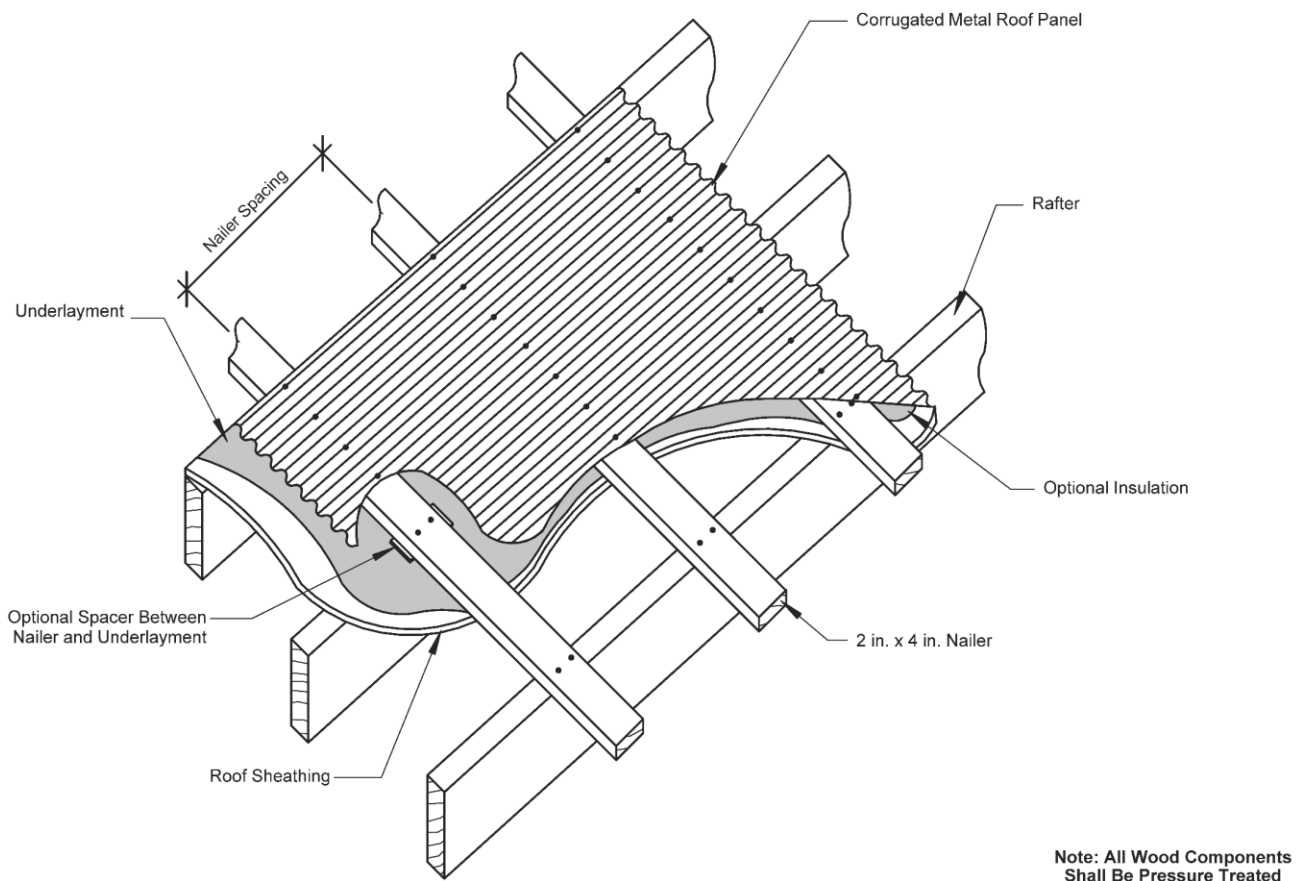 Corrugated Metal Roof Panel
Nailer Spacing
Rafter
Underlayment
Optional Insulation
Optional Spacer Between
Nailer and Underlayment
2 in. x 4 in. Nailer
Roof Sheathing
Note: All Wood Components
Shall Be Pressure Treated